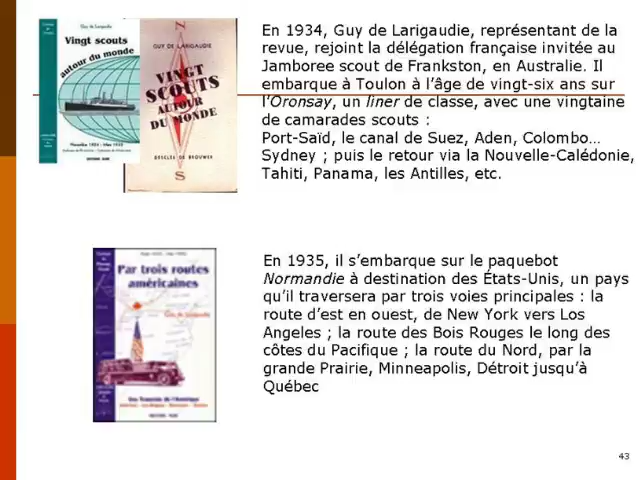 Guy de Larigaudie
Vingt scouts
autour du monde
GUY DE LARIGAUDIE
VINGT
SCOUTS
AUTOUR
DU MONDE
DESCLÉE DE BROUWER
N
S
En 1934, Guy de Larigaudie, représentant de la
revue, rejoint la délégation française invitée au
Jamboree scout de Frankston, en Australie. Il
embarque à Toulon à l’âge de vingt-six ans sur
l’Oronsay, un liner de classe, avec une vingtaine
de camarades scouts :
Port-Saïd, le canal de Suez, Aden, Colombo…
Sydney ; puis le retour via la Nouvelle-Calédonie,
Tahiti, Panama, les Antilles, etc.
Par trois routes
américaines
Guy de Larigaudie
En 1935, il s’embarque sur le paquebot
Normandie à destination des États-Unis, un pays
qu’il traversera par trois voies principales : la
route d’est en ouest, de New York vers Los
Angeles ; la route des Bois Rouges le long des
côtes du Pacifique ; la route du Nord, par la
grande Prairie, Minneapolis, Détroit jusqu’à
Québec
43